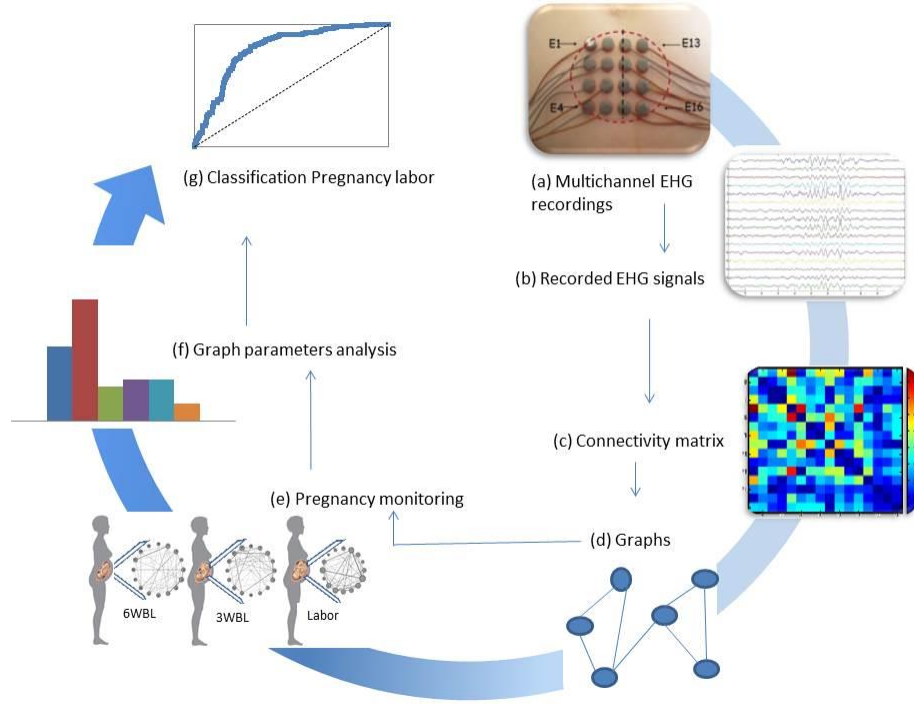 E1
E13
E4
E16
(a) Multichannel EHG
recordings
(b) Recorded EHG signals
(c) Connectivity matrix
(d) Graphs
(e) Pregnancy monitoring
6WBL
3WBL
Labor
(f) Graph parameters analysis
(g) Classification Pregnancy labor